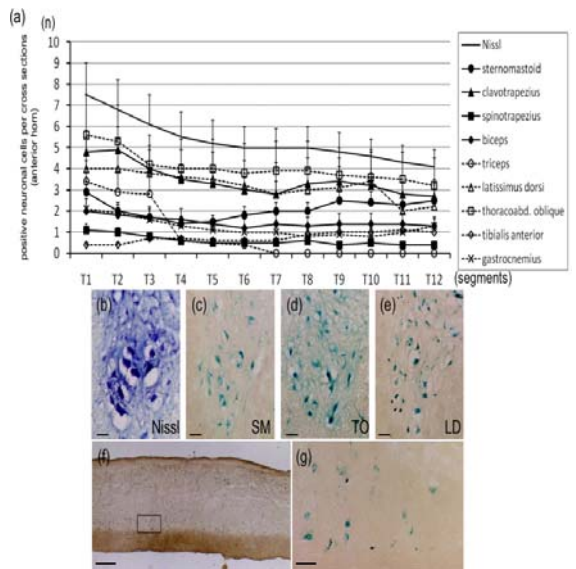 (a)
(n)
positive neuronal cells per cross sections
(anterior horn)
10
9
8
7
6
5
4
3
2
1
0
T1 T2 T3 T4 T5 T6 T7 T8 T9 T10 T11 T12 (segments)
Nissl
sternomastoid
clavotrapezius
spinotrapezius
biceps
triceps
latissimus dorsi
thoracoabd. oblique
tibialis anterior
gastrocnemius
(b) Nissl
(c) SM
(d) TO
(e) LD
(f)
(g)